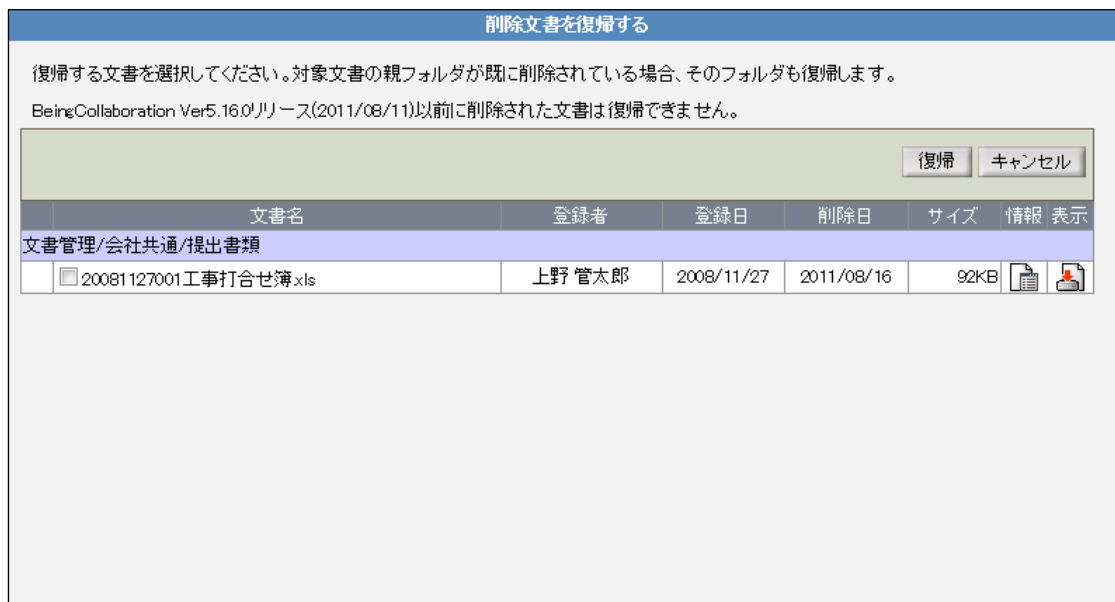 削除文書を復帰する
復帰する文書を選択してください。対象文書の親フォルダが既に削除されている場合、そのフォルダも復帰します。
BeingCollaboration Ver5.16.0リリース(2011/08/11)以前に削除された文書は復帰できません。
復帰 キャンセル
文書名 登録者 登録日 削除日 サイズ 情報 表示
文書管理/会社共通/提出書類
20081127001工事打合せ簿.xls 上野 管太郎 2008/11/27 2011/08/16 92KB